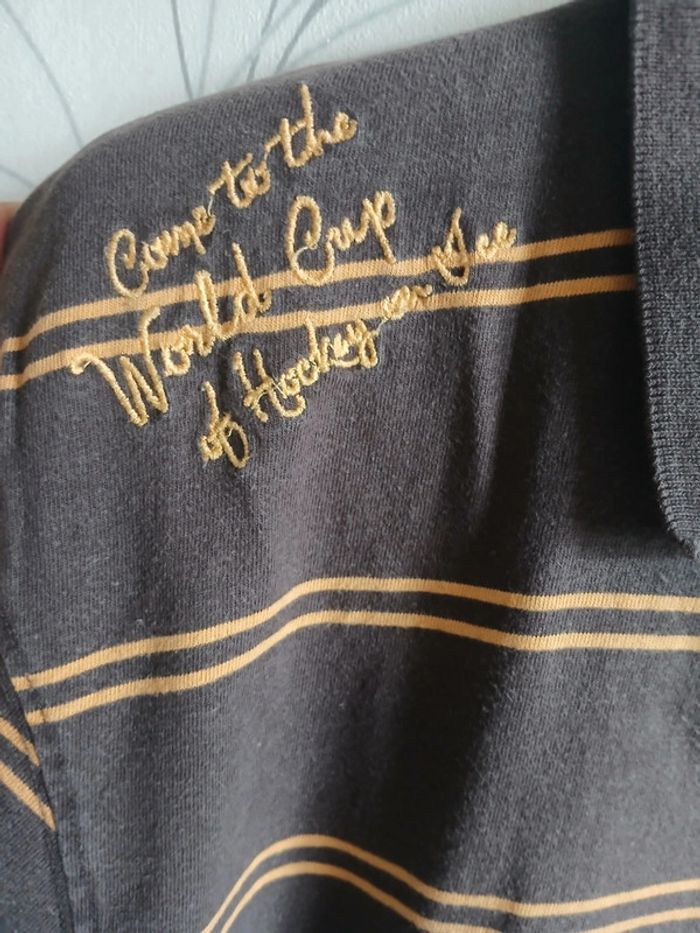 Come to the
World Cup
of Hockey on Ice